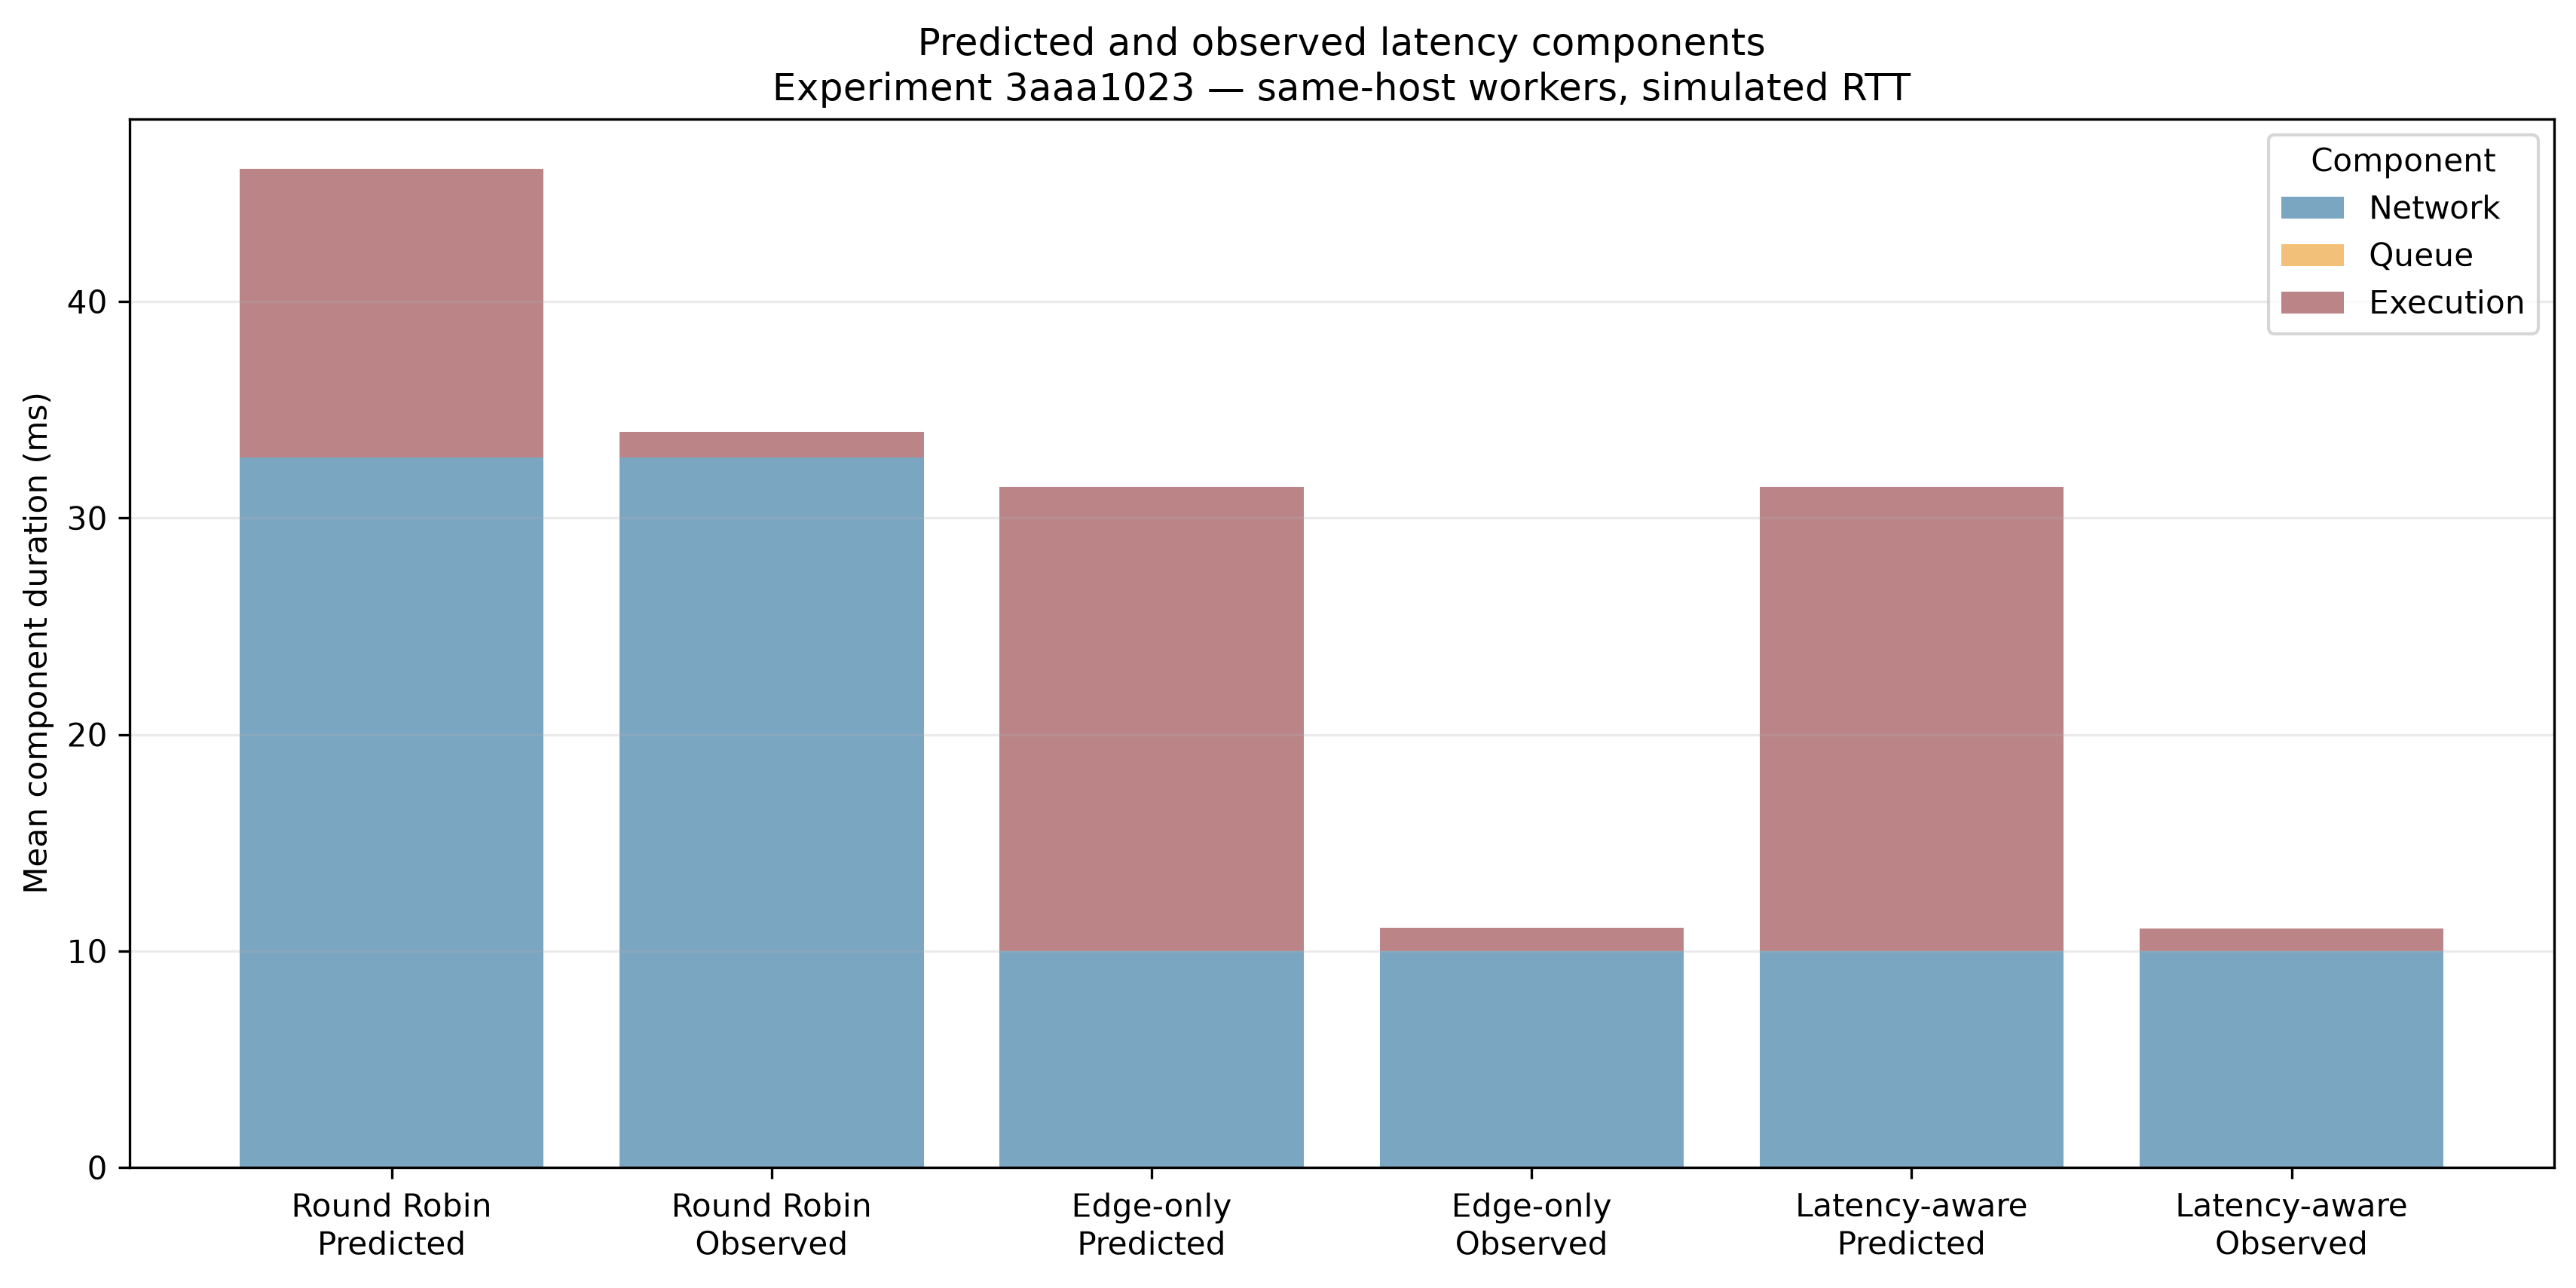 Predicted and observed latency components
Experiment 3aaa1023 — same-host workers, simulated RTT
Mean component duration (ms)
40
30
20
10
0
Component
Network
Queue
Execution
Round Robin
Predicted
Round Robin
Observed
Edge-only
Predicted
Edge-only
Observed
Latency-aware
Predicted
Latency-aware
Observed